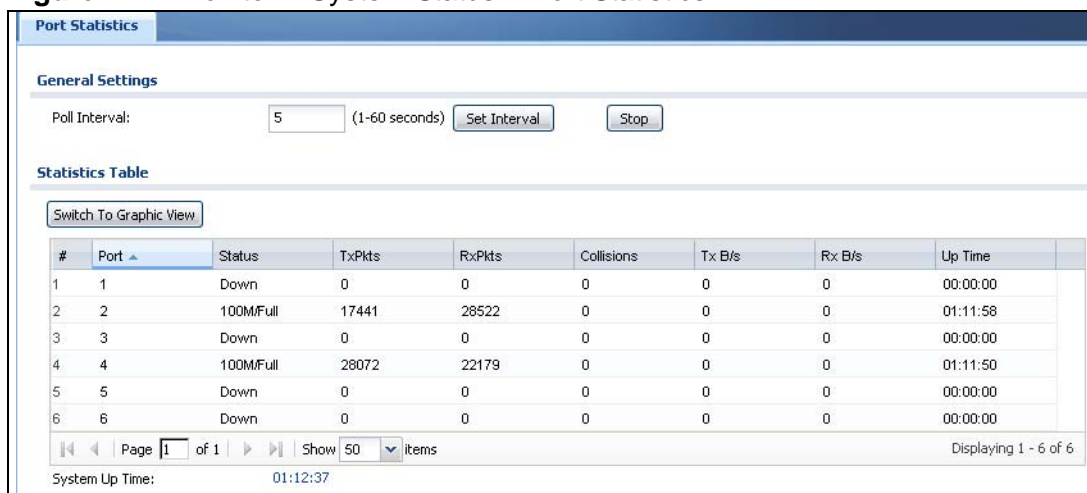 Port Statistics
General Settings
Poll Interval: 5 (1-60 seconds) Set Interval Stop
Statistics Table
Switch To Graphic View
# Port Status TxPkts RxPkts Collisions Tx B/s Rx B/s Up Time
1 1 Down 0 0 0 0 0 00:00:00
2 2 100M/Full 17441 28522 0 0 0 01:11:58
3 3 Down 0 0 0 0 0 00:00:00
4 4 100M/Full 28072 22179 0 0 0 01:11:50
5 5 Down 0 0 0 0 0 00:00:00
6 6 Down 0 0 0 0 0 00:00:00
Page 1 of 1 Show 50 items Displaying 1 - 6 of 6
System Up Time: 01:12:37